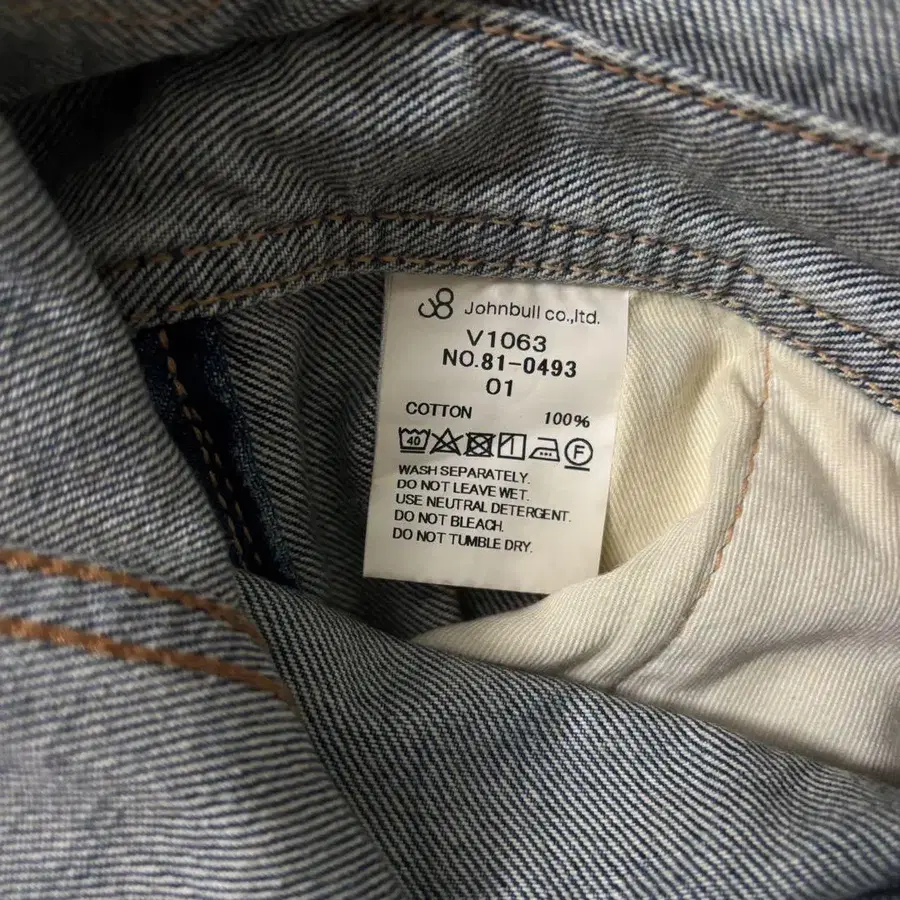 Johnbull co.,ltd.
V1063
NO.81-0493
01
COTTON 100%
40 F
WASH SEPARATELY.
DO NOT LEAVE WET.
USE NEUTRAL DETERGENT.
DO NOT BLEACH.
DO NOT TUMBLE DRY.